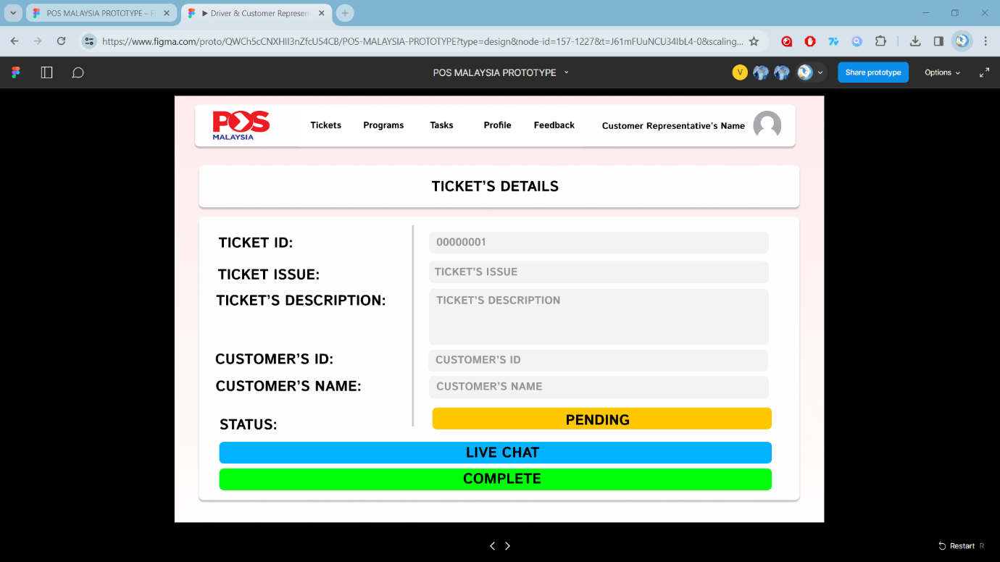 POS MALAYSIA PROTOTYPE – F
Driver & Customer Represen
https://www.figma.com/proto/QWCh5cCNXHII3nZfcU54CB/POS-MALAYSIA-PROTOTYPE?type=design&node-id=157-1227&t=J61mFUuNCU34IbL4-0&scaling...
POS MALAYSIA PROTOTYPE
V
Share prototype
Options
POS
MALAYSIA
Tickets
Programs
Tasks
Profile
Feedback
Customer Representative's Name
TICKET'S DETAILS
TICKET ID:
00000001
TICKET ISSUE:
TICKET'S ISSUE
TICKET'S DESCRIPTION:
TICKET'S DESCRIPTION
CUSTOMER'S ID:
CUSTOMER'S ID
CUSTOMER'S NAME:
CUSTOMER'S NAME
STATUS:
PENDING
LIVE CHAT
COMPLETE
Restart R